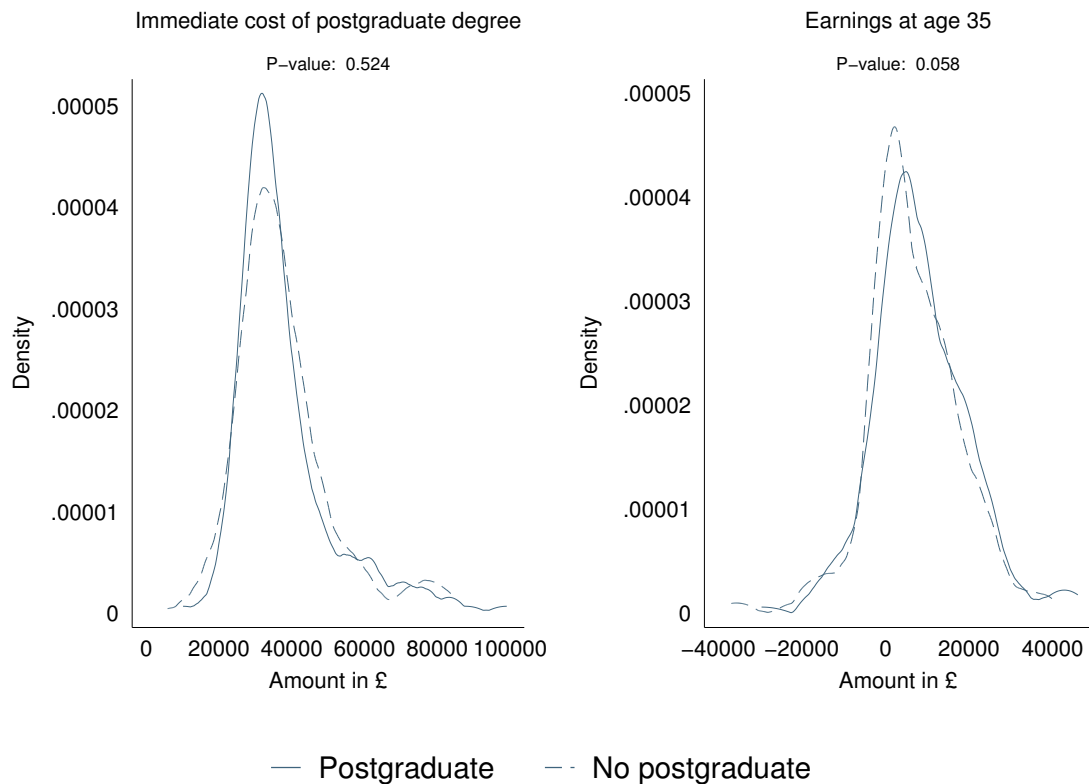 Immediate cost of postgraduate degree
P−value: 0.524
.00005
.00004
.00003
.00002
.00001
0
Density
0 20000 40000 60000 80000 100000
Amount in £
Earnings at age 35
P−value: 0.058
.00005
.00004
.00003
.00002
.00001
0
Density
−40000 −20000 0 20000 40000
Amount in £
Postgraduate No postgraduate